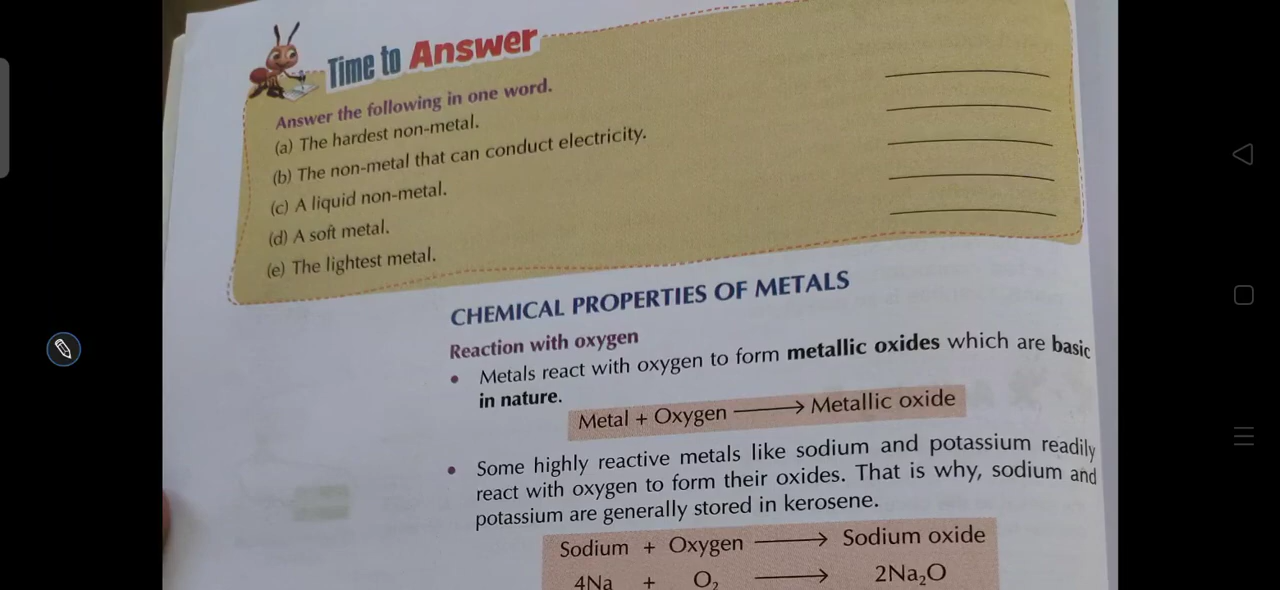 Time to Answer
Answer the following in one word.
(a) The hardest non-metal.
(b) The non-metal that can conduct electricity.
(c) A liquid non-metal.
(d) A soft metal.
(e) The lightest metal.
CHEMICAL PROPERTIES OF METALS
Reaction with oxygen
• Metals react with oxygen to form metallic oxides which are basic
in nature.
Metal + Oxygen ⟶ Metallic oxide
• Some highly reactive metals like sodium and potassium readily
react with oxygen to form their oxides. That is why, sodium and
potassium are generally stored in kerosene.
Sodium + Oxygen ⟶ Sodium oxide
4Na + O₂ ⟶ 2Na₂O